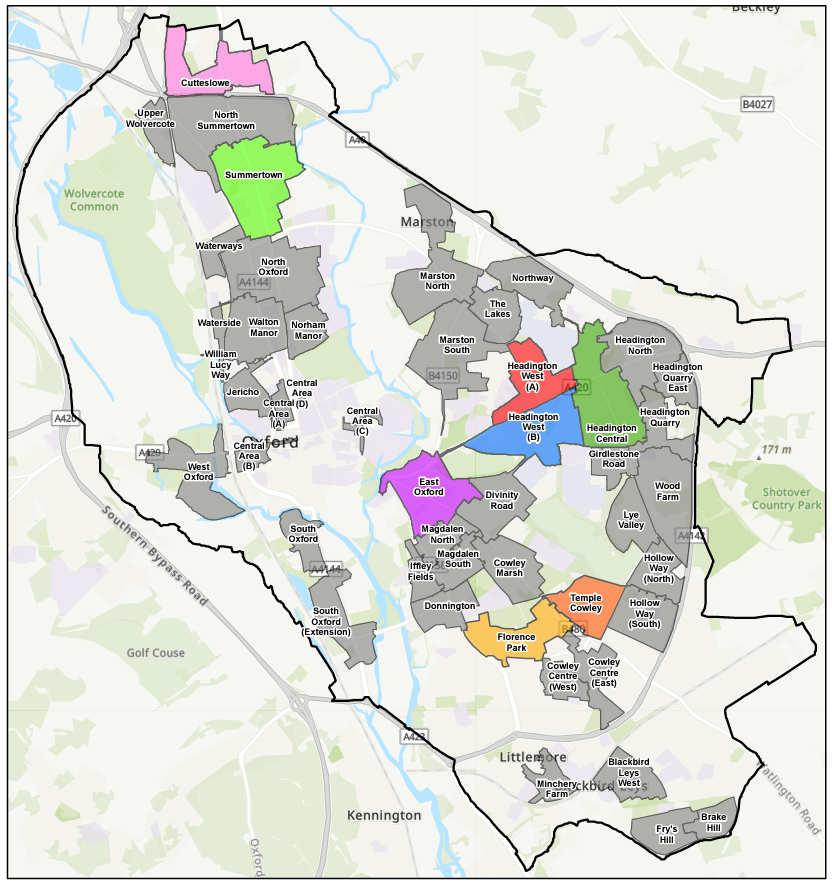 Beckley
Cutteslowe
B4027
Upper
Wolvercote
North
Summertown
A40
Summertown
Wolvercote
Common
Marston
Waterways
North
Oxford
A4144
Marston
North
Northway
The
Lakes
Waterside
Walton
Manor
Norham
Manor
Marston
South
Headington
North
William
Lucy
Way
B4150
Headington
West
(A)
A420
Headington
Quarry
East
Jericho
Central
Area
(D)
Central
Area
(A)
Central
Area
(C)
Headington
West
(B)
Headington
Central
Headington
Quarry
A420
Oxford
A420
Central
Area
(B)
171 m
West
Oxford
Girdlestone
Road
East
Oxford
Divinity
Road
Wood
Farm
Shotover
Country Park
Lye
Valley
Southern Bypass Road
South
Oxford
Magdalen
North
A4142
Magdalen
South
Iffley
Fields
Cowley
Marsh
Hollow
Way
(North)
A4144
Donnington
Temple
Cowley
Hollow
Way
(South)
South
Oxford
(Extension)
B480
Florence
Park
Golf Couse
Cowley
Centre
(West)
Cowley
Centre
(East)
A423
Littlemore
Blackbird
Leys
West
Minchery
Farm
ckbird Leys
Watlington Road
Kennington
Fry's
Hill
Brake
Hill
Oxford